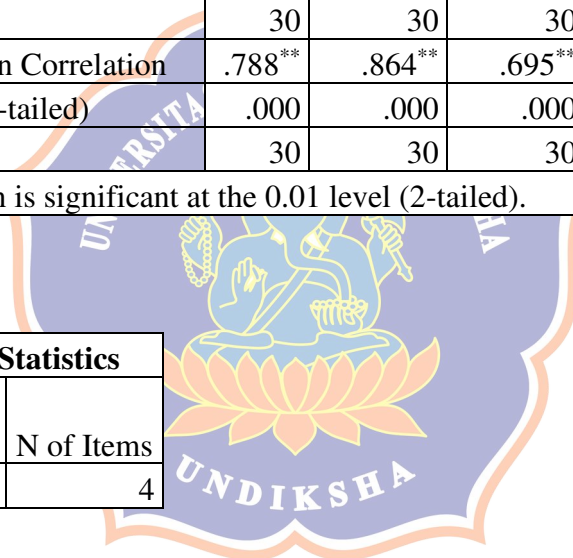 30 30 30
n Correlation .788** .864** .695**
-tailed) .000 .000 .000
30 30 30
n is significant at the 0.01 level (2-tailed).
Statistics
N of Items
4
UNDIKSHA